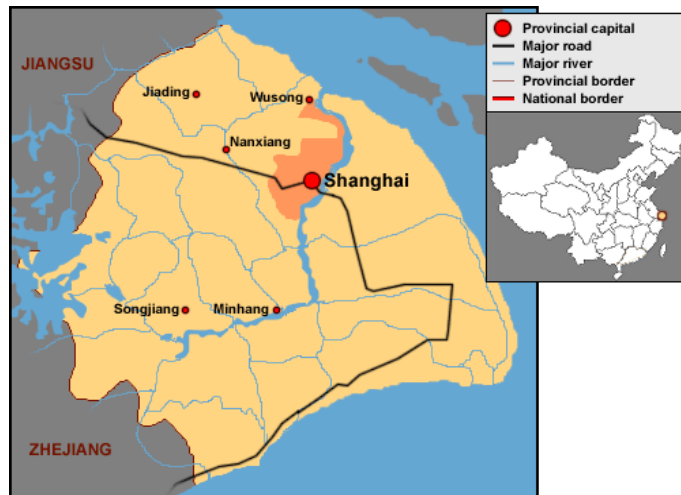 Provincial capital
Major road
Major river
Provincial border
National border
JIANGSU
Jiading
Wusong
Nanxiang
Shanghai
Songjiang
Minhang
ZHEJIANG